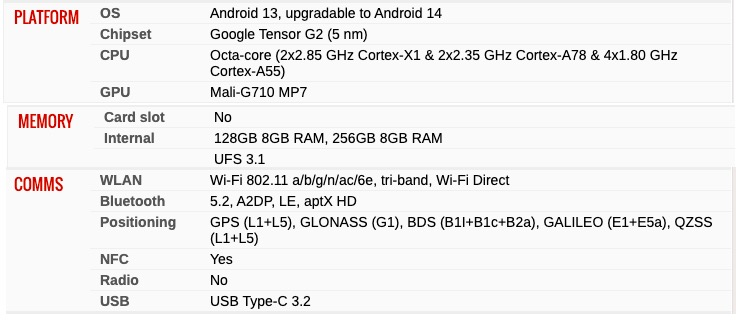 PLATFORM OS Android 13, upgradable to Android 14
Chipset Google Tensor G2 (5 nm)
CPU Octa-core (2x2.85 GHz Cortex-X1 & 2x2.35 GHz Cortex-A78 & 4x1.80 GHz
Cortex-A55)
GPU Mali-G710 MP7
MEMORY Card slot No
Internal 128GB 8GB RAM, 256GB 8GB RAM
UFS 3.1
COMMS WLAN Wi-Fi 802.11 a/b/g/n/ac/6e, tri-band, Wi-Fi Direct
Bluetooth 5.2, A2DP, LE, aptX HD
Positioning GPS (L1+L5), GLONASS (G1), BDS (B1I+B1c+B2a), GALILEO (E1+E5a), QZSS
(L1+L5)
NFC Yes
Radio No
USB USB Type-C 3.2